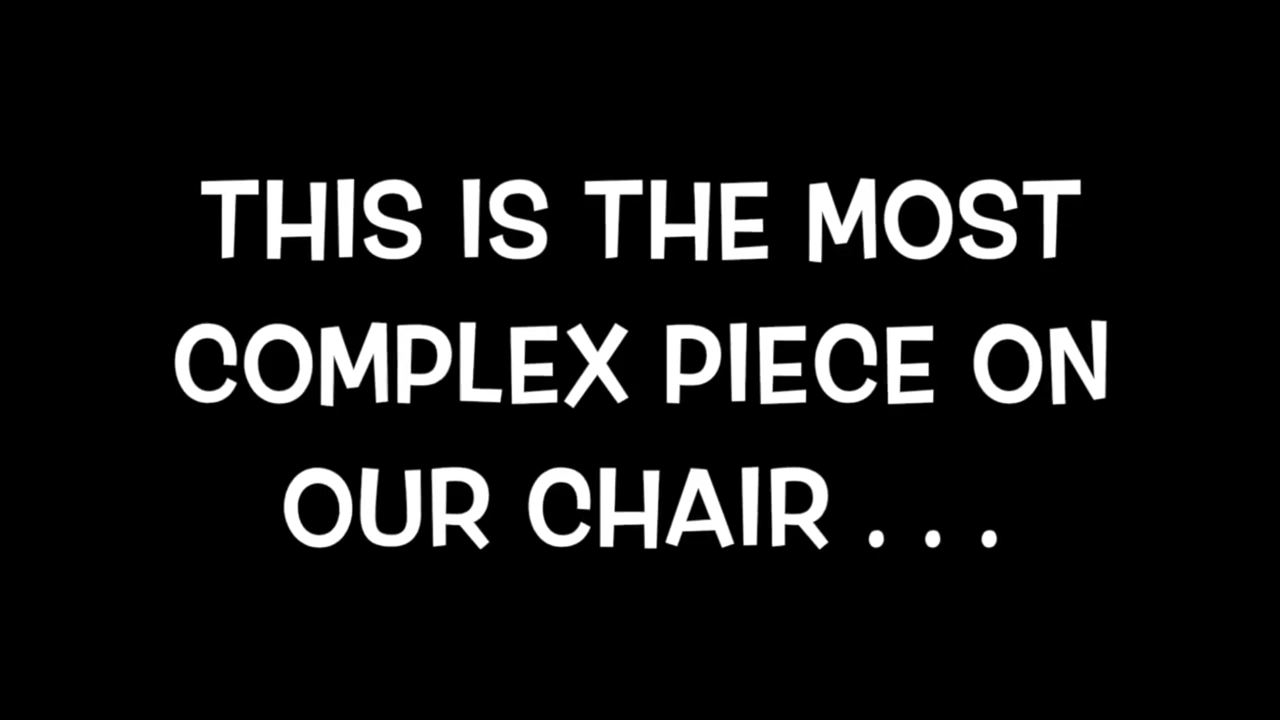 THIS IS THE MOST
COMPLEX PIECE ON
OUR CHAIR . . .